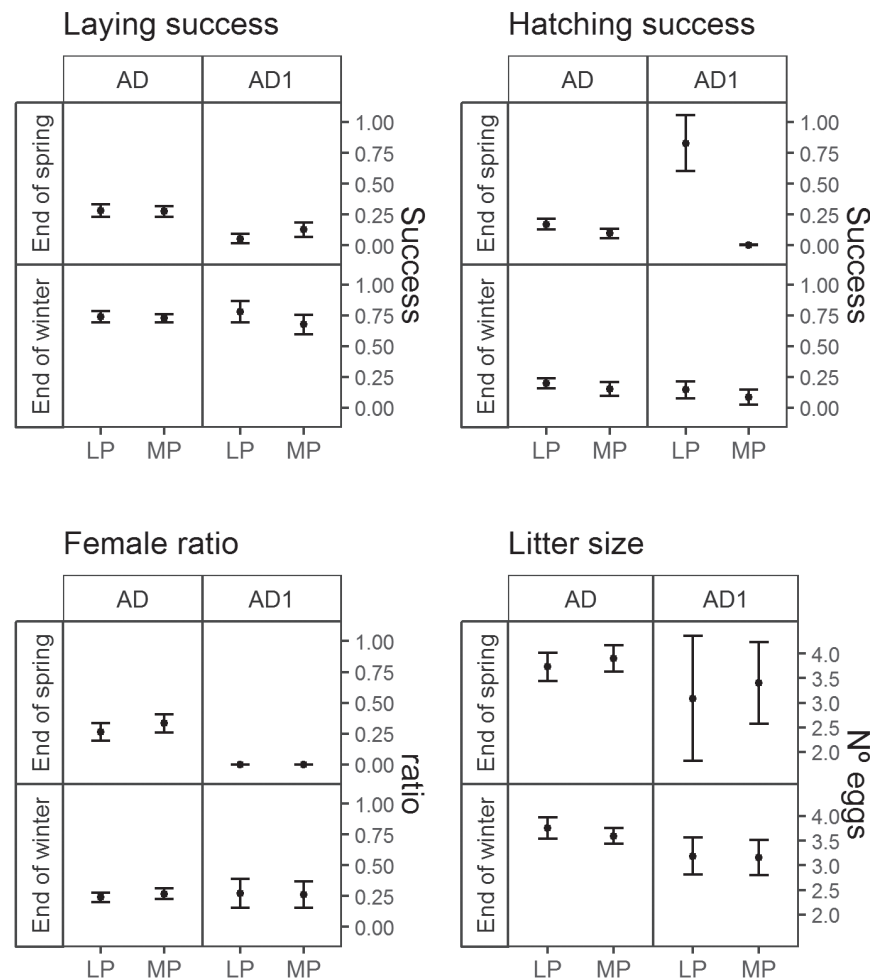 Laying success
AD AD1
End of spring
1.00
0.75
0.50
0.25
0.00
End of winter
1.00
0.75
0.50
0.25
0.00
Success
LP MP LP MP
Hatching success
AD AD1
End of spring
1.00
0.75
0.50
0.25
0.00
End of winter
1.00
0.75
0.50
0.25
0.00
Success
LP MP LP MP
Female ratio
AD AD1
End of spring
1.00
0.75
0.50
0.25
0.00
End of winter
1.00
0.75
0.50
0.25
0.00
ratio
LP MP LP MP
Litter size
AD AD1
End of spring
4.0
3.5
3.0
2.5
2.0
End of winter
4.0
3.5
3.0
2.5
2.0
Nº eggs
LP MP LP MP